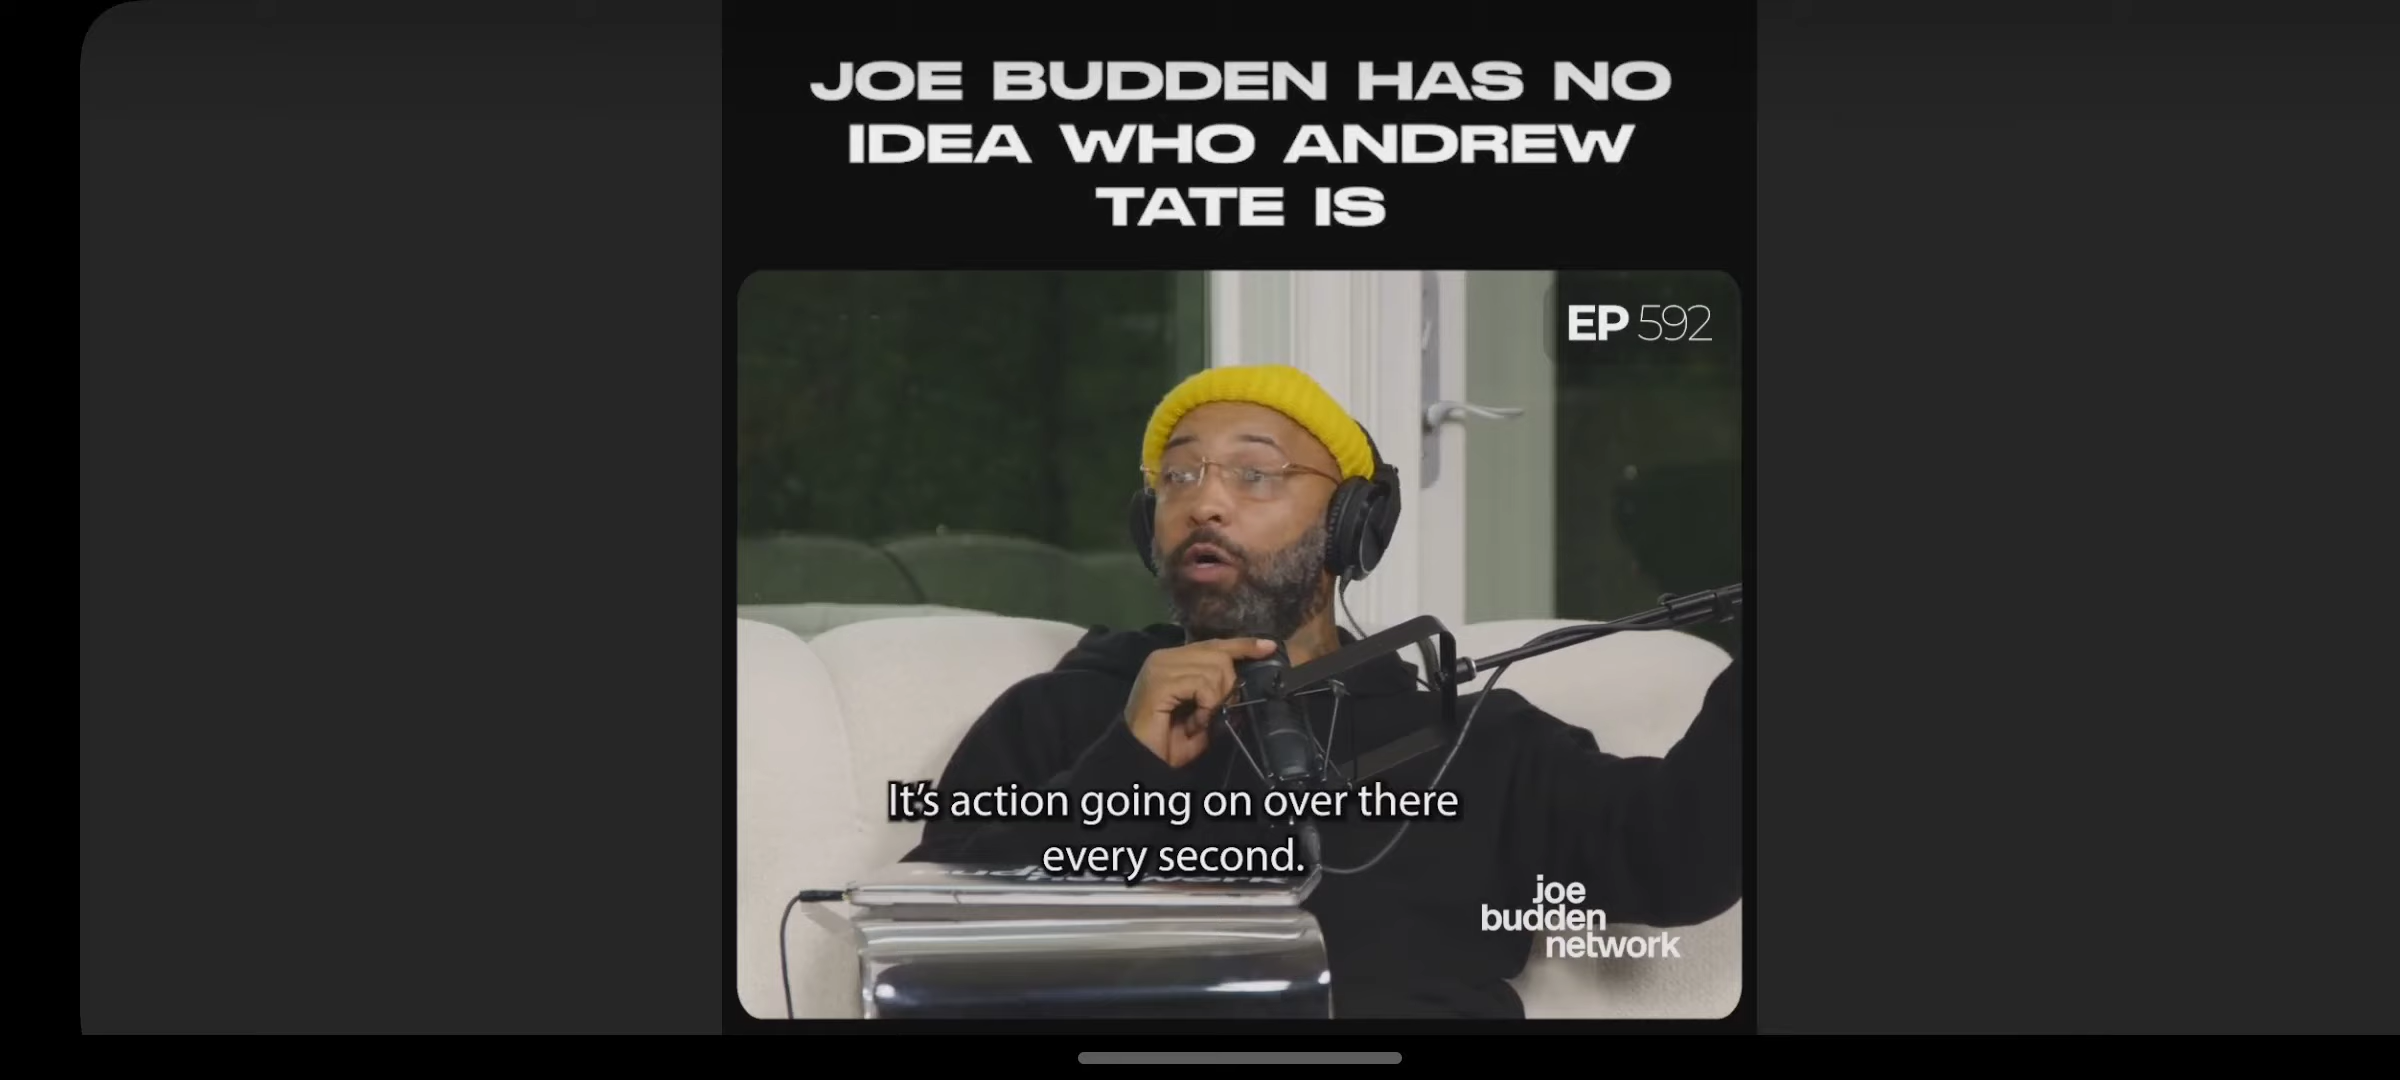 JOE BUDDEN HAS NO
IDEA WHO ANDREW
TATE IS
EP 592
It's action going on over there
every second.
joe
budden
network